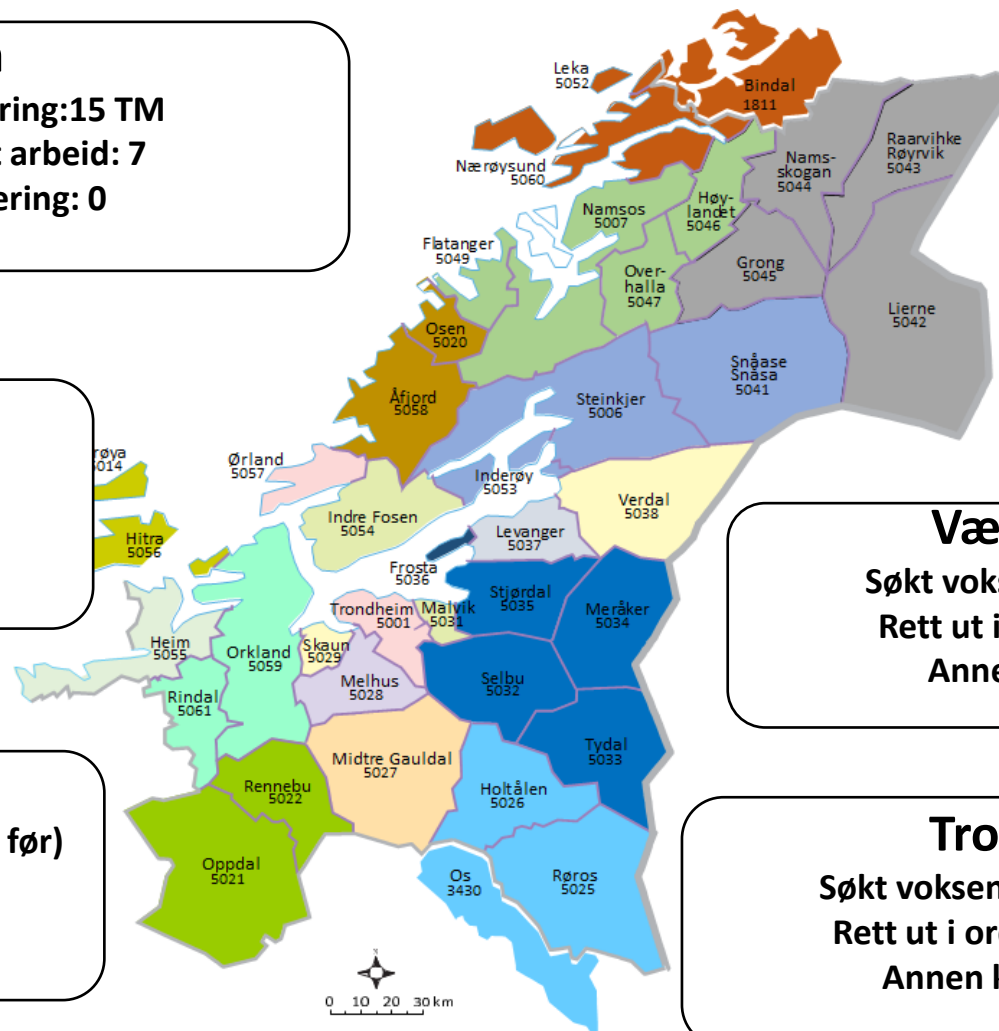 ring:15 TM
t arbeid: 7
ering: 0
Leka
5052
Bindal
1811
Nærøysund
5060
Nams-
skogan
5044
Raarvihke
Røyrvik
5043
Namsos
5007
Høy-
landet
5046
Flatanger
5049
Over-
halla
5047
Grong
5045
Lierne
5042
Osen
5020
Snåase
Snåsa
5041
Åfjord
5058
Steinkjer
5006
røya
5014
Ørland
5057
Inderøy
5053
Verdal
5038
Indre Fosen
5054
Levanger
5037
Hitra
5056
Frosta
5036
Stjørdal
5035
Meråker
5034
Trondheim
5001
Malvik
5031
Heim
5055
Orkland
5059
Skaun
5029
Melhus
5028
Selbu
5032
Rindal
5061
Tydal
5033
Midtre Gauldal
5027
Rennebu
5022
Holtålen
5026
Oppdal
5021
Os
3430
Røros
5025
0 10 20 30 km
før)
Væ
Søkt voks
Rett ut i
Anne
Tro
Søkt voksen
Rett ut i or
Annen k